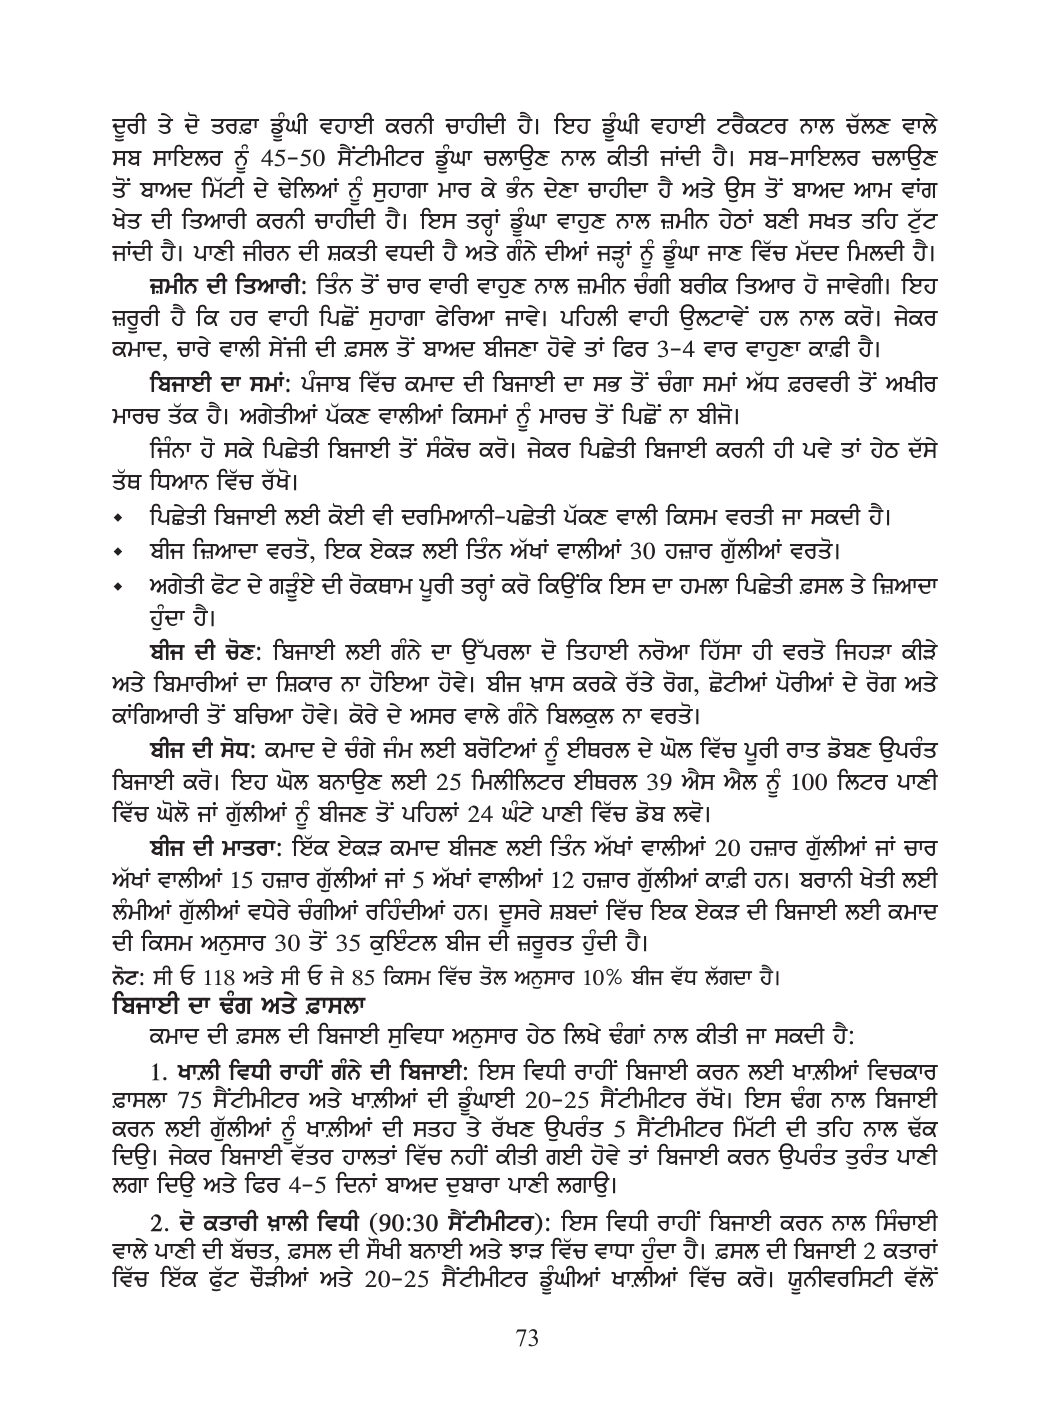 ਦੂਰੀ ਤੇ ਦੋ ਤਰਫ਼ਾ ਡੂੰਘੀ ਵਹਾਈ ਕਰਨੀ ਚਾਹੀਦੀ ਹੈ। ਇਹ ਡੂੰਘੀ ਵਹਾਈ ਟਰੈਕਟਰ ਨਾਲ ਚੱਲਣ ਵਾਲੇ
ਸਬ ਸਾਇਲਰ ਨੂੰ 45-50 ਸੈਂਟੀਮੀਟਰ ਡੂੰਘਾ ਚਲਾਉਣ ਨਾਲ ਕੀਤੀ ਜਾਂਦੀ ਹੈ। ਸਬ-ਸਾਇਲਰ ਚਲਾਉਣ
ਤੋਂ ਬਾਅਦ ਮਿੱਟੀ ਦੇ ਢੇਲਿਆਂ ਨੂੰ ਸੁਹਾਗਾ ਮਾਰ ਕੇ ਭੰਨ ਦੇਣਾ ਚਾਹੀਦਾ ਹੈ ਅਤੇ ਉਸ ਤੋਂ ਬਾਅਦ ਆਮ ਵਾਂਗ
ਖੇਤ ਦੀ ਤਿਆਰੀ ਕਰਨੀ ਚਾਹੀਦੀ ਹੈ। ਇਸ ਤਰ੍ਹਾਂ ਡੂੰਘਾ ਵਾਹੁਣ ਨਾਲ ਜ਼ਮੀਨ ਹੇਠਾਂ ਬਣੀ ਸਖਤ ਤਹਿ ਟੁੱਟ
ਜਾਂਦੀ ਹੈ। ਪਾਣੀ ਜੀਰਨ ਦੀ ਸ਼ਕਤੀ ਵਧਦੀ ਹੈ ਅਤੇ ਗੰਨੇ ਦੀਆਂ ਜੜ੍ਹਾਂ ਨੂੰ ਡੂੰਘਾ ਜਾਣ ਵਿੱਚ ਮੱਦਦ ਮਿਲਦੀ ਹੈ।
ਜ਼ਮੀਨ ਦੀ ਤਿਆਰੀ: ਤਿੰਨ ਤੋਂ ਚਾਰ ਵਾਰੀ ਵਾਹੁਣ ਨਾਲ ਜ਼ਮੀਨ ਚੰਗੀ ਬਰੀਕ ਤਿਆਰ ਹੋ ਜਾਵੇਗੀ। ਇਹ
ਜ਼ਰੂਰੀ ਹੈ ਕਿ ਹਰ ਵਾਹੀ ਪਿਛੋਂ ਸੁਹਾਗਾ ਫੇਰਿਆ ਜਾਵੇ। ਪਹਿਲੀ ਵਾਹੀ ਉਲਟਾਵੇਂ ਹਲ ਨਾਲ ਕਰੋ। ਜੇਕਰ
ਕਮਾਦ, ਚਾਰੇ ਵਾਲੀ ਸੇਂਜੀ ਦੀ ਫ਼ਸਲ ਤੋਂ ਬਾਅਦ ਬੀਜਣਾ ਹੋਵੇ ਤਾਂ ਫਿਰ 3-4 ਵਾਰ ਵਾਹੁਣਾ ਕਾਫ਼ੀ ਹੈ।
ਬਿਜਾਈ ਦਾ ਸਮਾਂ: ਪੰਜਾਬ ਵਿੱਚ ਕਮਾਦ ਦੀ ਬਿਜਾਈ ਦਾ ਸਭ ਤੋਂ ਚੰਗਾ ਸਮਾਂ ਅੱਧ ਫ਼ਰਵਰੀ ਤੋਂ ਅਖੀਰ
ਮਾਰਚ ਤੱਕ ਹੈ। ਅਗੇਤੀਆਂ ਪੱਕਣ ਵਾਲੀਆਂ ਕਿਸਮਾਂ ਨੂੰ ਮਾਰਚ ਤੋਂ ਪਿਛੋਂ ਨਾ ਬੀਜੋ।
ਜਿੰਨਾ ਹੋ ਸਕੇ ਪਿਛੇਤੀ ਬਿਜਾਈ ਤੋਂ ਸੰਕੋਚ ਕਰੋ। ਜੇਕਰ ਪਿਛੇਤੀ ਬਿਜਾਈ ਕਰਨੀ ਹੀ ਪਵੇ ਤਾਂ ਹੇਠ ਦੱਸੇ
ਤੱਥ ਧਿਆਨ ਵਿੱਚ ਰੱਖੋ।
⬥ ਪਿਛੇਤੀ ਬਿਜਾਈ ਲਈ ਕੋਈ ਵੀ ਦਰਮਿਆਨੀ-ਪਛੇਤੀ ਪੱਕਣ ਵਾਲੀ ਕਿਸਮ ਵਰਤੀ ਜਾ ਸਕਦੀ ਹੈ।
⬥ ਬੀਜ ਜ਼ਿਆਦਾ ਵਰਤੋ, ਇਕ ਏਕੜ ਲਈ ਤਿੰਨ ਅੱਖਾਂ ਵਾਲੀਆਂ 30 ਹਜ਼ਾਰ ਗੁੱਲੀਆਂ ਵਰਤੋ।
⬥ ਅਗੇਤੀ ਫੋਟ ਦੇ ਗੜੂੰਏ ਦੀ ਰੋਕਥਾਮ ਪੂਰੀ ਤਰ੍ਹਾਂ ਕਰੋ ਕਿਉਂਕਿ ਇਸ ਦਾ ਹਮਲਾ ਪਿਛੇਤੀ ਫ਼ਸਲ ਤੇ ਜ਼ਿਆਦਾ
ਹੁੰਦਾ ਹੈ।
ਬੀਜ ਦੀ ਚੋਣ: ਬਿਜਾਈ ਲਈ ਗੰਨੇ ਦਾ ਉੱਪਰਲਾ ਦੋ ਤਿਹਾਈ ਨਰੋਆ ਹਿੱਸਾ ਹੀ ਵਰਤੋ ਜਿਹੜਾ ਕੀੜੇ
ਅਤੇ ਬਿਮਾਰੀਆਂ ਦਾ ਸ਼ਿਕਾਰ ਨਾ ਹੋਇਆ ਹੋਵੇ। ਬੀਜ ਖ਼ਾਸ ਕਰਕੇ ਰੱਤੇ ਰੋਗ, ਛੋਟੀਆਂ ਪੋਰੀਆਂ ਦੇ ਰੋਗ ਅਤੇ
ਕਾਂਗਿਆਰੀ ਤੋਂ ਬਚਿਆ ਹੋਵੇ। ਕੋਰੇ ਦੇ ਅਸਰ ਵਾਲੇ ਗੰਨੇ ਬਿਲਕੁਲ ਨਾ ਵਰਤੋ।
ਬੀਜ ਦੀ ਸੋਧ: ਕਮਾਦ ਦੇ ਚੰਗੇ ਜੰਮ ਲਈ ਬਰੋਟਿਆਂ ਨੂੰ ਈਥਰਲ ਦੇ ਘੋਲ ਵਿੱਚ ਪੂਰੀ ਰਾਤ ਡੋਬਣ ਉਪਰੰਤ
ਬਿਜਾਈ ਕਰੋ। ਇਹ ਘੋਲ ਬਨਾਉਣ ਲਈ 25 ਮਿਲੀਲਿਟਰ ਈਥਰਲ 39 ਐਸ ਐਲ ਨੂੰ 100 ਲਿਟਰ ਪਾਣੀ
ਵਿੱਚ ਘੋਲੋ ਜਾਂ ਗੁੱਲੀਆਂ ਨੂੰ ਬੀਜਣ ਤੋਂ ਪਹਿਲਾਂ 24 ਘੰਟੇ ਪਾਣੀ ਵਿੱਚ ਡੋਬ ਲਵੋ।
ਬੀਜ ਦੀ ਮਾਤਰਾ: ਇੱਕ ਏਕੜ ਕਮਾਦ ਬੀਜਣ ਲਈ ਤਿੰਨ ਅੱਖਾਂ ਵਾਲੀਆਂ 20 ਹਜ਼ਾਰ ਗੁੱਲੀਆਂ ਜਾਂ ਚਾਰ
ਅੱਖਾਂ ਵਾਲੀਆਂ 15 ਹਜ਼ਾਰ ਗੁੱਲੀਆਂ ਜਾਂ 5 ਅੱਖਾਂ ਵਾਲੀਆਂ 12 ਹਜ਼ਾਰ ਗੁੱਲੀਆਂ ਕਾਫ਼ੀ ਹਨ। ਬਰਾਨੀ ਖੇਤੀ ਲਈ
ਲੰਮੀਆਂ ਗੁੱਲੀਆਂ ਵਧੇਰੇ ਚੰਗੀਆਂ ਰਹਿੰਦੀਆਂ ਹਨ। ਦੂਸਰੇ ਸ਼ਬਦਾਂ ਵਿੱਚ ਇਕ ਏਕੜ ਦੀ ਬਿਜਾਈ ਲਈ ਕਮਾਦ
ਦੀ ਕਿਸਮ ਅਨੁਸਾਰ 30 ਤੋਂ 35 ਕੁਇੰਟਲ ਬੀਜ ਦੀ ਜ਼ਰੂਰਤ ਹੁੰਦੀ ਹੈ।
ਨੋਟ: ਸੀ ਓ 118 ਅਤੇ ਸੀ ਓ ਜੇ 85 ਕਿਸਮ ਵਿੱਚ ਤੋਲ ਅਨੁਸਾਰ 10% ਬੀਜ ਵੱਧ ਲੱਗਦਾ ਹੈ।
ਬਿਜਾਈ ਦਾ ਢੰਗ ਅਤੇ ਫ਼ਾਸਲਾ
ਕਮਾਦ ਦੀ ਫ਼ਸਲ ਦੀ ਬਿਜਾਈ ਸੁਵਿਧਾ ਅਨੁਸਾਰ ਹੇਠ ਲਿਖੇ ਢੰਗਾਂ ਨਾਲ ਕੀਤੀ ਜਾ ਸਕਦੀ ਹੈ:
1. ਖਾਲ਼ੀ ਵਿਧੀ ਰਾਹੀਂ ਗੰਨੇ ਦੀ ਬਿਜਾਈ: ਇਸ ਵਿਧੀ ਰਾਹੀਂ ਬਿਜਾਈ ਕਰਨ ਲਈ ਖਾਲ਼ੀਆਂ ਵਿਚਕਾਰ
ਫ਼ਾਸਲਾ 75 ਸੈਂਟੀਮੀਟਰ ਅਤੇ ਖਾਲ਼ੀਆਂ ਦੀ ਡੂੰਘਾਈ 20-25 ਸੈਂਟੀਮੀਟਰ ਰੱਖੋ। ਇਸ ਢੰਗ ਨਾਲ ਬਿਜਾਈ
ਕਰਨ ਲਈ ਗੁੱਲੀਆਂ ਨੂੰ ਖਾਲ਼ੀਆਂ ਦੀ ਸਤਹ ਤੇ ਰੱਖਣ ਉਪਰੰਤ 5 ਸੈਂਟੀਮੀਟਰ ਮਿੱਟੀ ਦੀ ਤਹਿ ਨਾਲ ਢੱਕ
ਦਿਉ। ਜੇਕਰ ਬਿਜਾਈ ਵੱਤਰ ਹਾਲਤਾਂ ਵਿੱਚ ਨਹੀਂ ਕੀਤੀ ਗਈ ਹੋਵੇ ਤਾਂ ਬਿਜਾਈ ਕਰਨ ਉਪਰੰਤ ਤੁਰੰਤ ਪਾਣੀ
ਲਗਾ ਦਿਉ ਅਤੇ ਫਿਰ 4-5 ਦਿਨਾਂ ਬਾਅਦ ਦੁਬਾਰਾ ਪਾਣੀ ਲਗਾਉ।
2. ਦੋ ਕਤਾਰੀ ਖ਼ਾਲੀ ਵਿਧੀ (90:30 ਸੈਂਟੀਮੀਟਰ): ਇਸ ਵਿਧੀ ਰਾਹੀਂ ਬਿਜਾਈ ਕਰਨ ਨਾਲ ਸਿੰਚਾਈ
ਵਾਲੇ ਪਾਣੀ ਦੀ ਬੱਚਤ, ਫ਼ਸਲ ਦੀ ਸੌਖੀ ਬਨਾਈ ਅਤੇ ਝਾੜ ਵਿੱਚ ਵਾਧਾ ਹੁੰਦਾ ਹੈ। ਫ਼ਸਲ ਦੀ ਬਿਜਾਈ 2 ਕਤਾਰਾਂ
ਵਿੱਚ ਇੱਕ ਫੁੱਟ ਚੌੜੀਆਂ ਅਤੇ 20-25 ਸੈਂਟੀਮੀਟਰ ਡੂੰਘੀਆਂ ਖਾਲ਼ੀਆਂ ਵਿੱਚ ਕਰੋ। ਯੂਨੀਵਰਸਿਟੀ ਵੱਲੋਂ
73